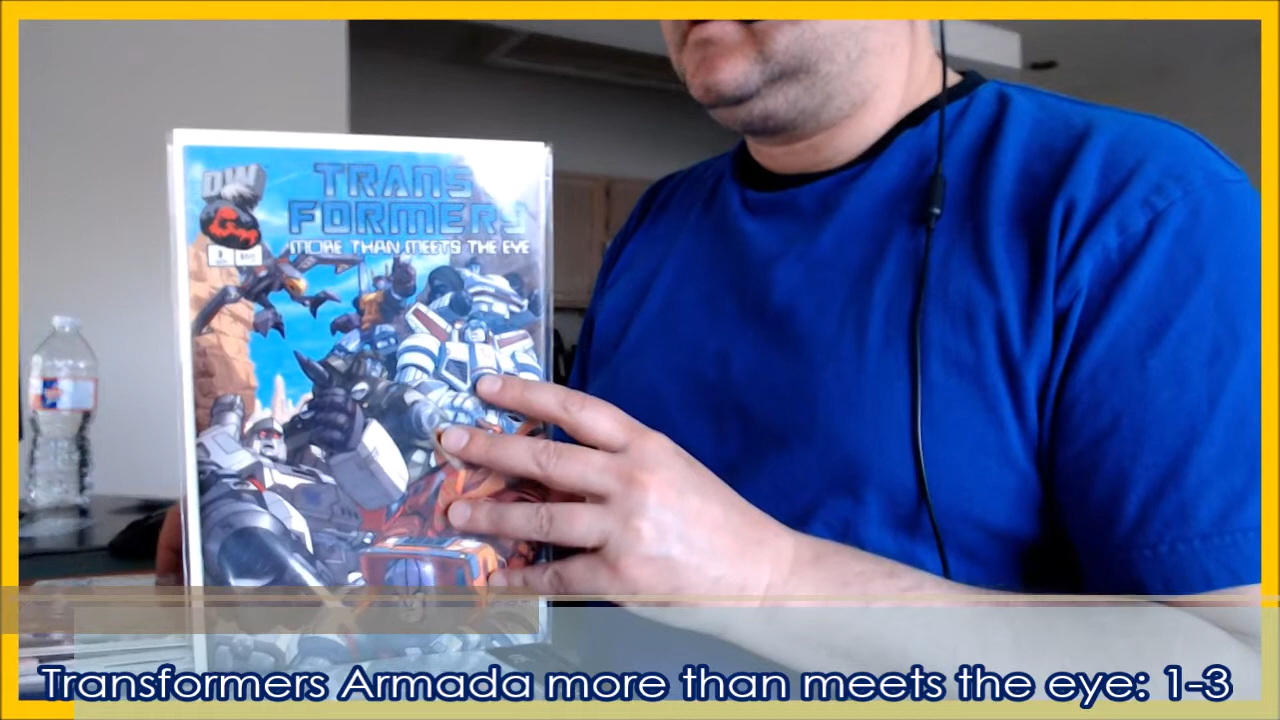 DW
TRANS
FORMERS
MORE THAN MEETS THE EYE
Transformers Armada more than meets the eye: 1-3